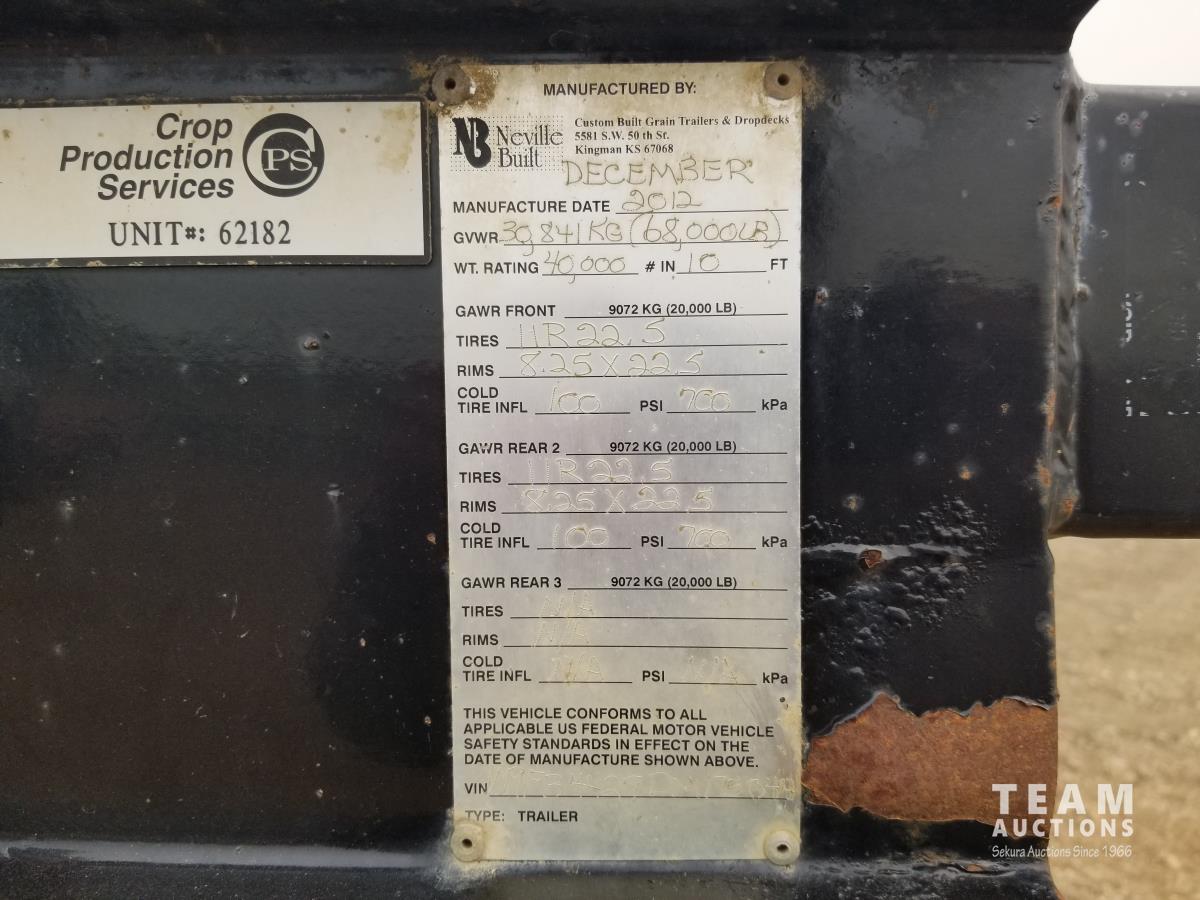 Crop
Production
Services
CPS
UNIT#: 62182
MANUFACTURED BY:
NB Neville Built
Custom Built Grain Trailers & Dropdecks
5581 S.W. 50 th St.
Kingman KS 67068
DECEMBER
MANUFACTURE DATE 2012
GVWR 30,841 KG (68,000 LB)
WT. RATING 40,000 # IN 10 FT
GAWR FRONT 9072 KG (20,000 LB)
TIRES 11R22.5
RIMS 8.25 X 22.5
COLD
TIRE INFL 100 PSI 700 kPa
GAWR REAR 2 9072 KG (20,000 LB)
TIRES 11R22.5
RIMS 8.25 X 22.5
COLD
TIRE INFL 100 PSI 700 kPa
GAWR REAR 3 9072 KG (20,000 LB)
TIRES N/A
RIMS N/A
COLD
TIRE INFL N/A PSI N/A kPa
THIS VEHICLE CONFORMS TO ALL
APPLICABLE US FEDERAL MOTOR VEHICLE
SAFETY STANDARDS IN EFFECT ON THE
DATE OF MANUFACTURE SHOWN ABOVE.
VIN
TYPE: TRAILER
TEAM
AUCTIONS
Sekura Auctions Since 1966